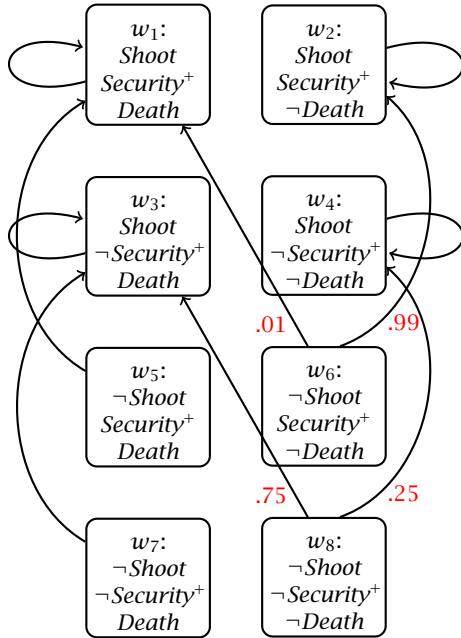 w₁:
Shoot
Security⁺
Death
w₂:
Shoot
Security⁺
¬Death
w₃:
Shoot
¬Security⁺
Death
w₄:
Shoot
¬Security⁺
¬Death
.01
.99
w₅:
¬Shoot
Security⁺
Death
w₆:
¬Shoot
Security⁺
¬Death
.75
.25
w₇:
¬Shoot
¬Security⁺
Death
w₈:
¬Shoot
¬Security⁺
¬Death